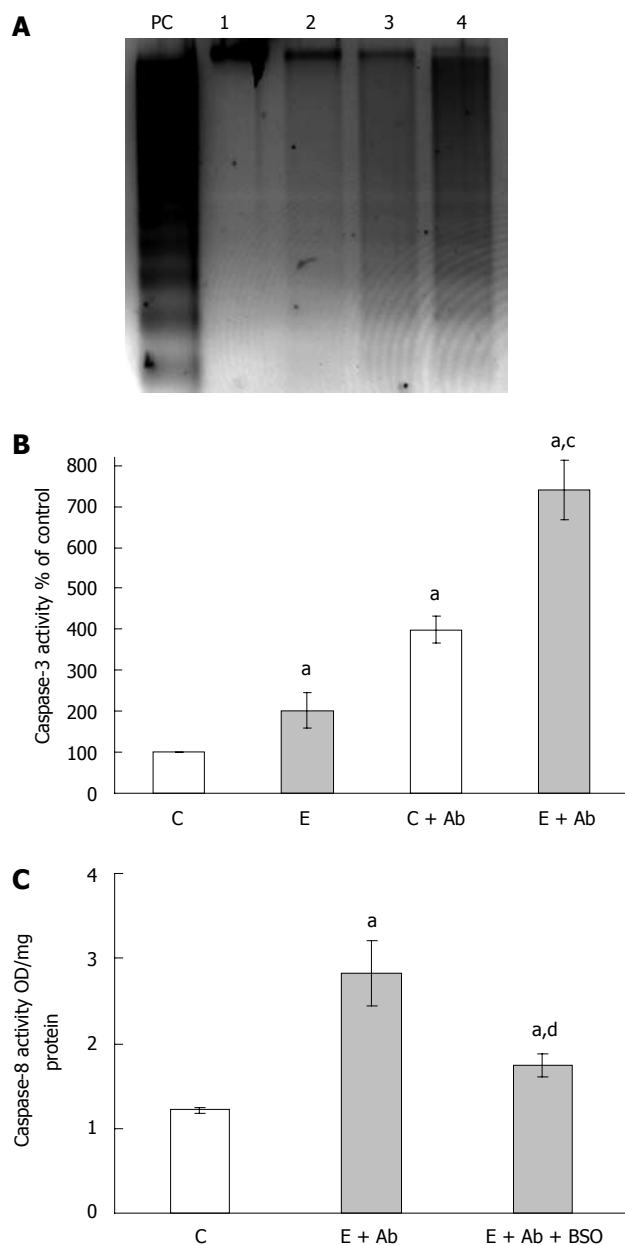 A
PC 1 2 3 4
B
Caspase-3 activity % of control
800
700
600
500
400
300
200
100
0
a
a
a,c
C E C + Ab E + Ab
C
Caspase-8 activity OD/mg
protein
4
3
2
1
0
a
a,d
C E + Ab E + Ab + BSO